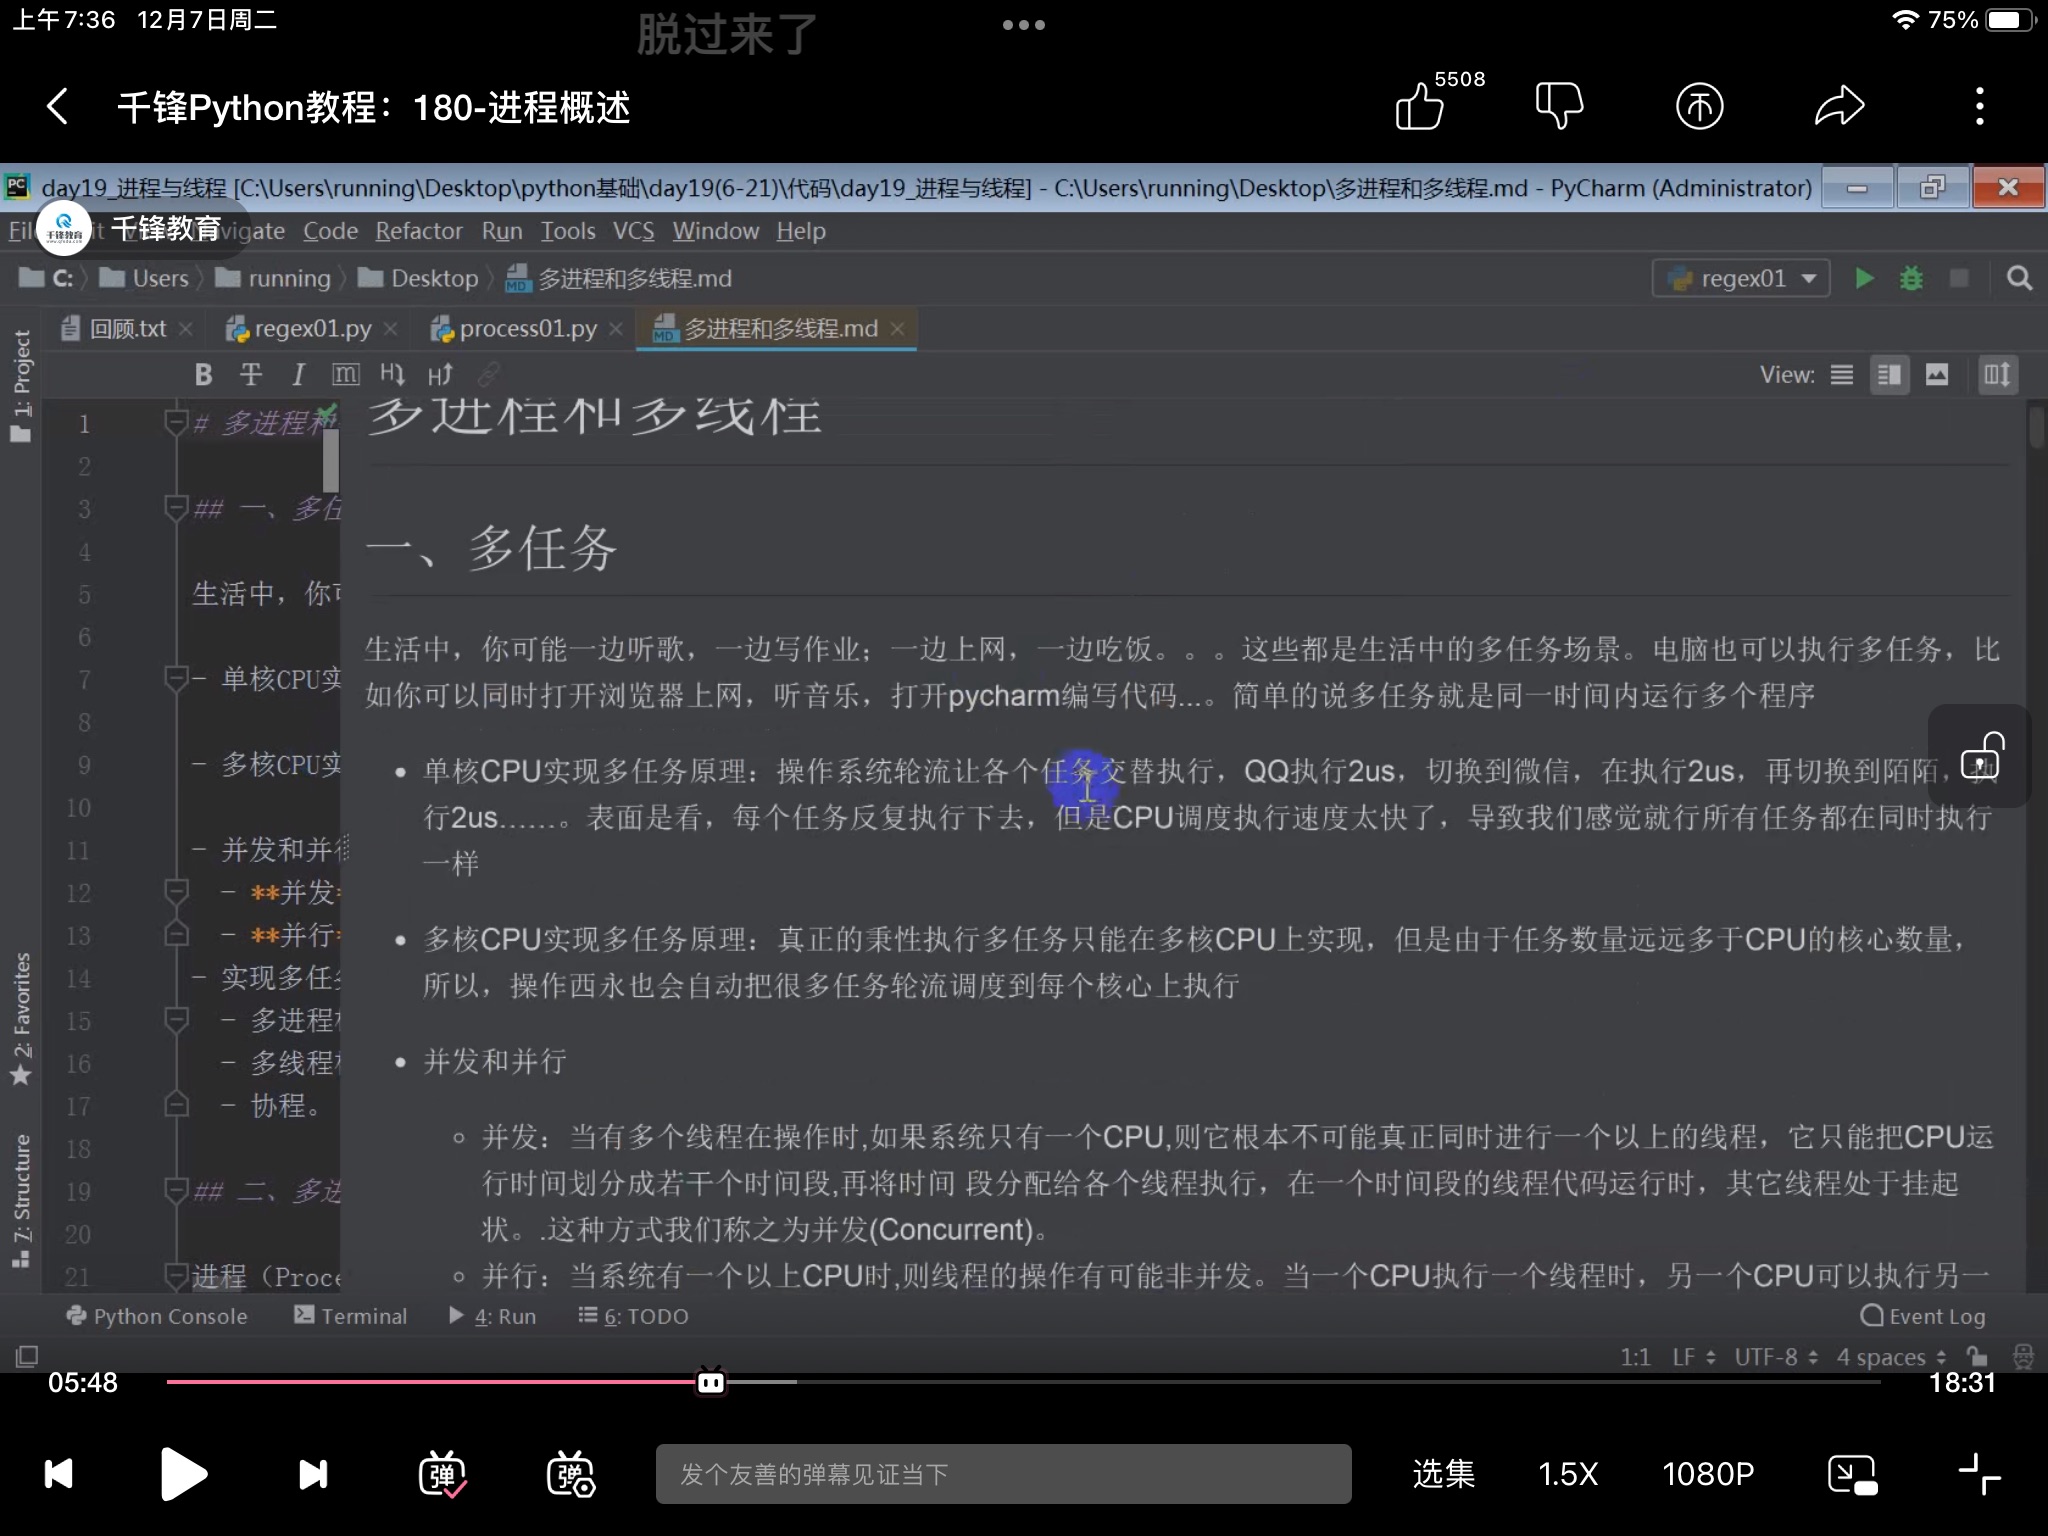 上午7:36 12月7日周二
脱过来了
75%
千锋Python教程：180-进程概述
5508
day19_进程与线程 [C:\Users\running\Desktop\python基础\day19(6-21)\代码\day19_进程与线程] - C:\Users\running\Desktop\多进程和多线程.md - PyCharm (Administrator)
千锋教育
Code Refactor Run Tools VCS Window Help
C: Users running Desktop 多进程和多线程.md
regex01
回顾.txt regex01.py process01.py 多进程和多线程.md
View:
1: Project
2: Favorites
7: Structure
1 # 多进程和
2
3 ## 一、多任
4
5 生活中，你可
6
7 - 单核CPU实
8
9 - 多核CPU实
10
11 - 并发和并行
12 - **并发*
13 - **并行*
14 - 实现多任务
15 - 多进程
16 - 多线程
17 - 协程。
18
19 ## 二、多进
20
21 进程（Proce
多进程和多线程
一、多任务
生活中，你可能一边听歌，一边写作业；一边上网，一边吃饭。。。这些都是生活中的多任务场景。电脑也可以执行多任务，比
如你可以同时打开浏览器上网，听音乐，打开pycharm编写代码...。简单的说多任务就是同一时间内运行多个程序
单核CPU实现多任务原理：操作系统轮流让各个任务交替执行，QQ执行2us，切换到微信，在执行2us，再切换到陌陌，执
行2us……。表面是看，每个任务反复执行下去，但是CPU调度执行速度太快了，导致我们感觉就行所有任务都在同时执行
一样
多核CPU实现多任务原理：真正的秉性执行多任务只能在多核CPU上实现，但是由于任务数量远远多于CPU的核心数量，
所以，操作西永也会自动把很多任务轮流调度到每个核心上执行
并发和并行
并发：当有多个线程在操作时,如果系统只有一个CPU,则它根本不可能真正同时进行一个以上的线程，它只能把CPU运
行时间划分成若干个时间段,再将时间 段分配给各个线程执行，在一个时间段的线程代码运行时，其它线程处于挂起
状。.这种方式我们称之为并发(Concurrent)。
并行：当系统有一个以上CPU时,则线程的操作有可能非并发。当一个CPU执行一个线程时，另一个CPU可以执行另一
Python Console Terminal 4: Run 6: TODO Event Log
1:1 LF UTF-8 4 spaces
05:48 18:31
弹 弹 发个友善的弹幕见证当下 选集 1.5X 1080P